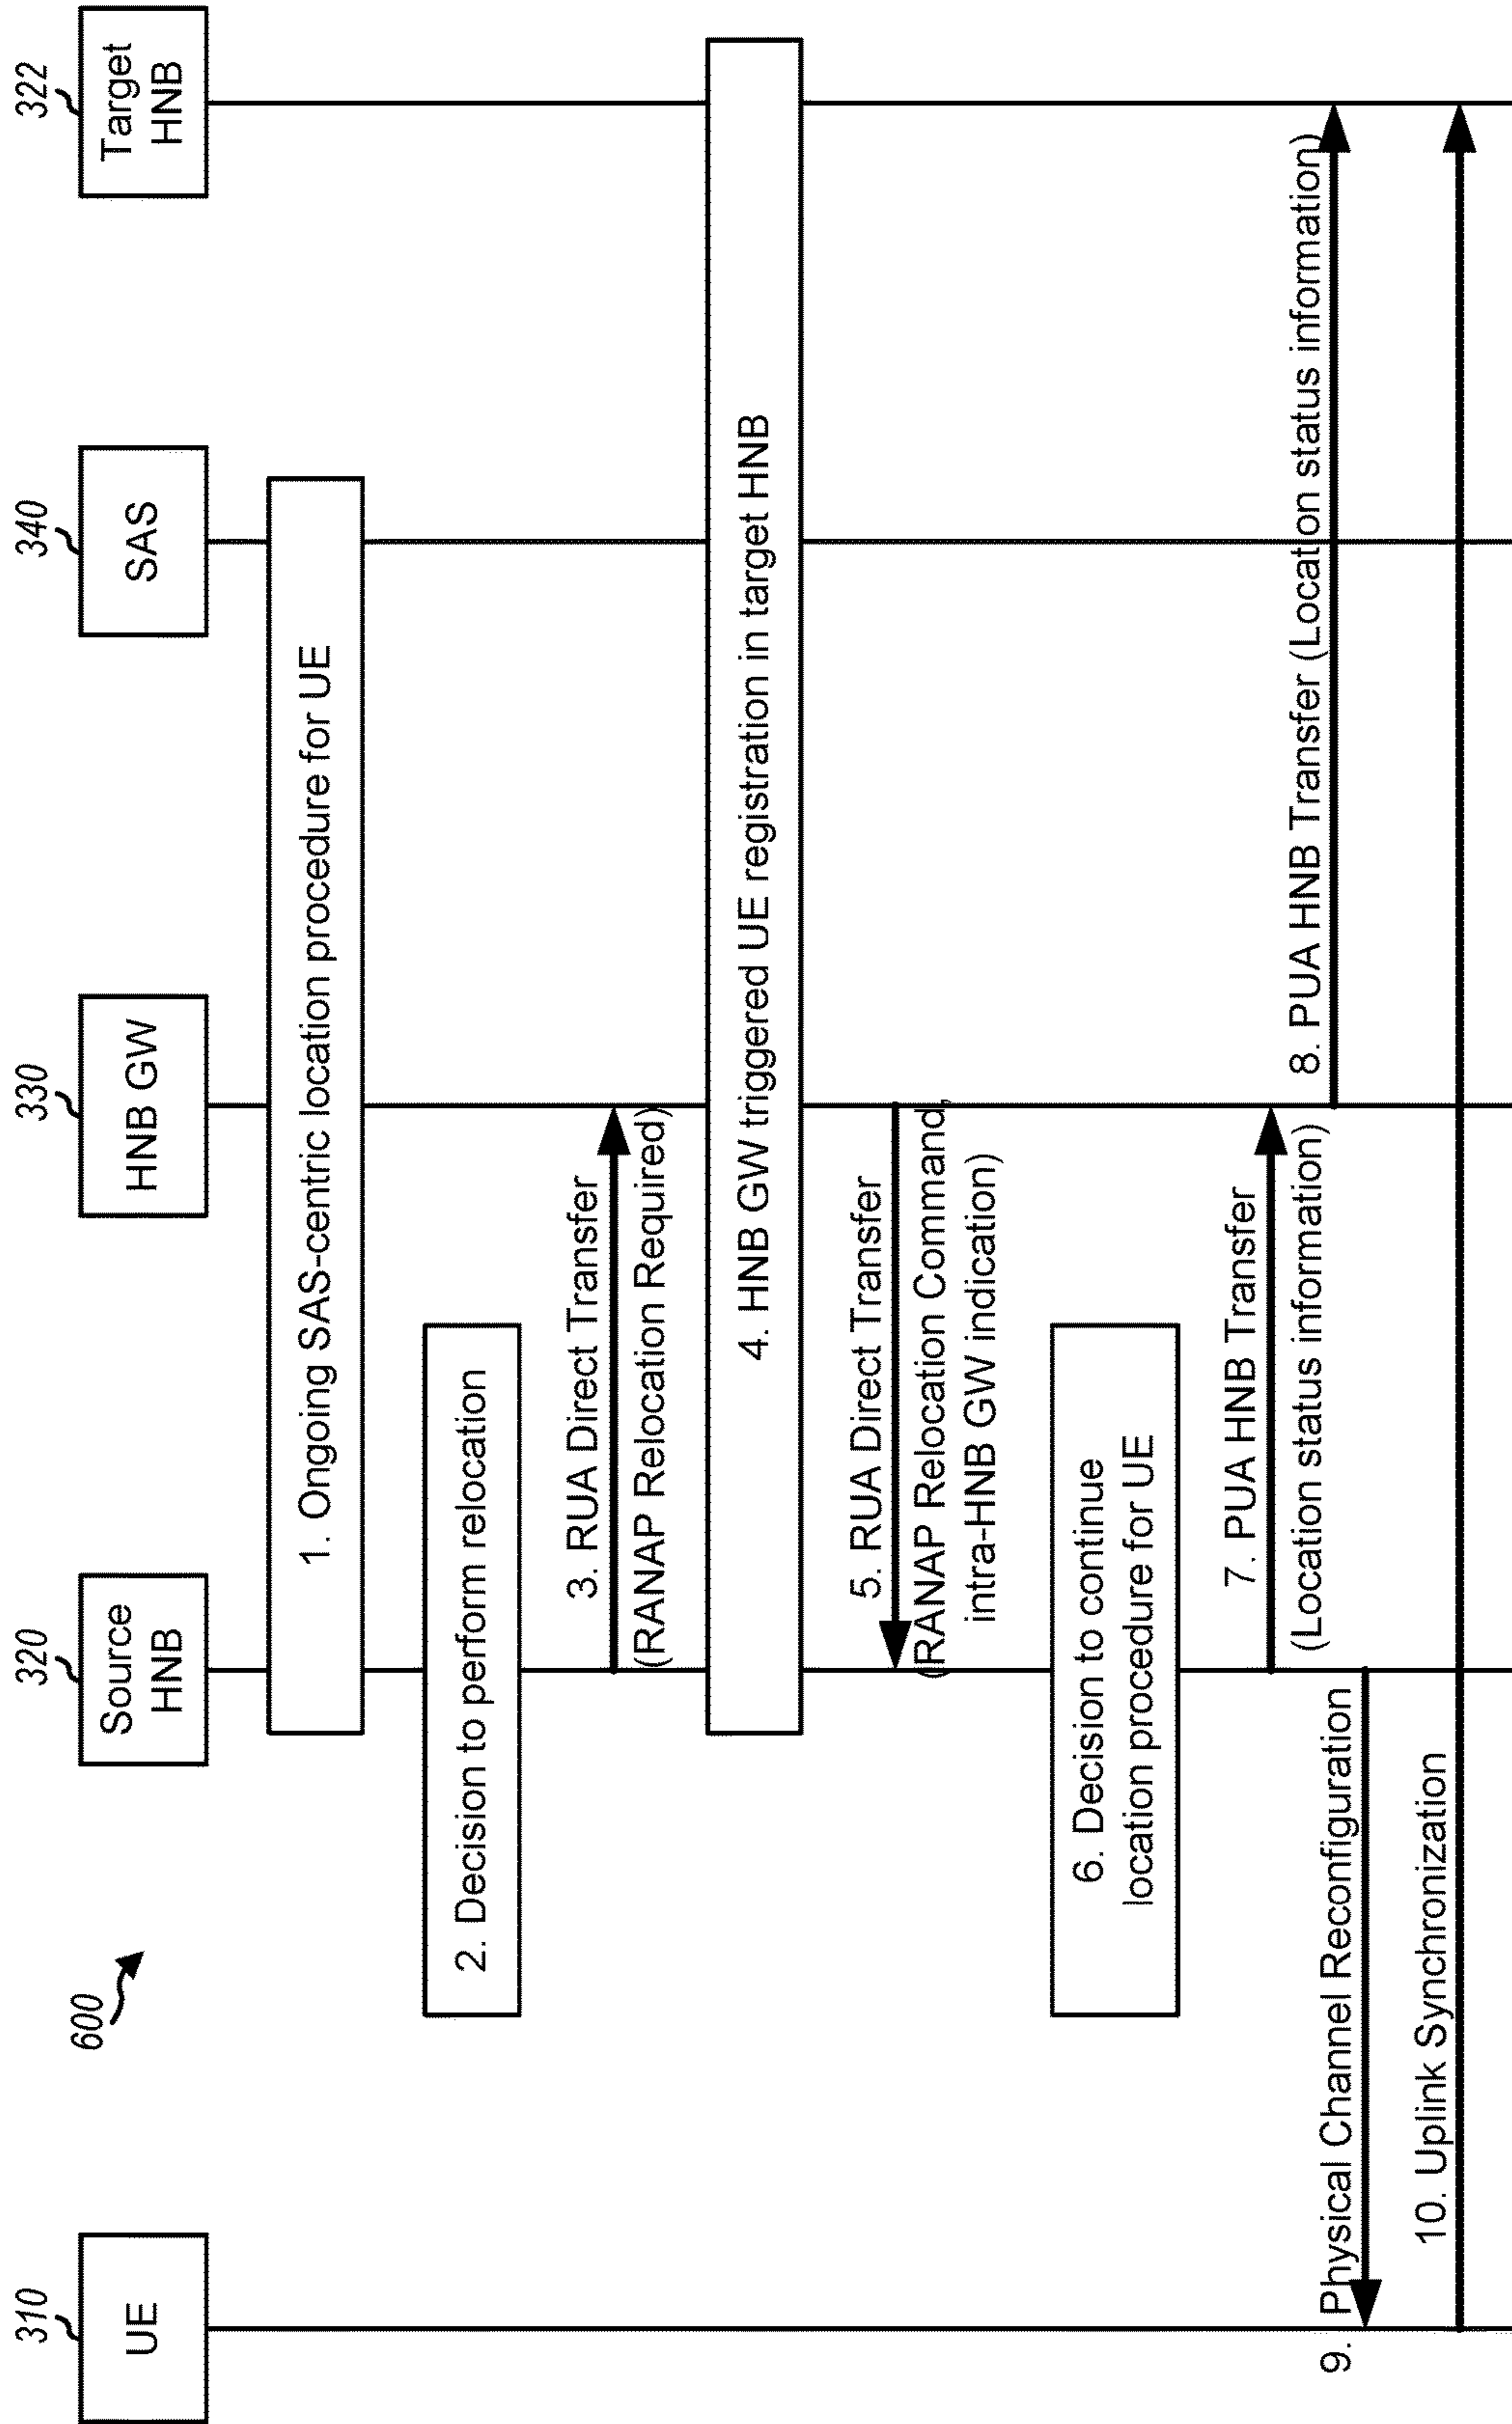 600
310
UE
320
Source
HNB
330
HNB GW
340
SAS
322
Target
HNB
1. Ongoing SAS-centric location procedure for UE
2. Decision to perform relocation
3. RUA Direct Transfer
(RANAP Relocation Required)
4. HNB GW triggered UE registration in target HNB
5. RUA Direct Transfer
(RANAP Relocation Command,
intra-HNB GW indication)
6. Decision to continue
location procedure for UE
7. PUA HNB Transfer
(Location status information)
8. PUA HNB Transfer (Location status information)
9. Physical Channel Reconfiguration
10. Uplink Synchronization